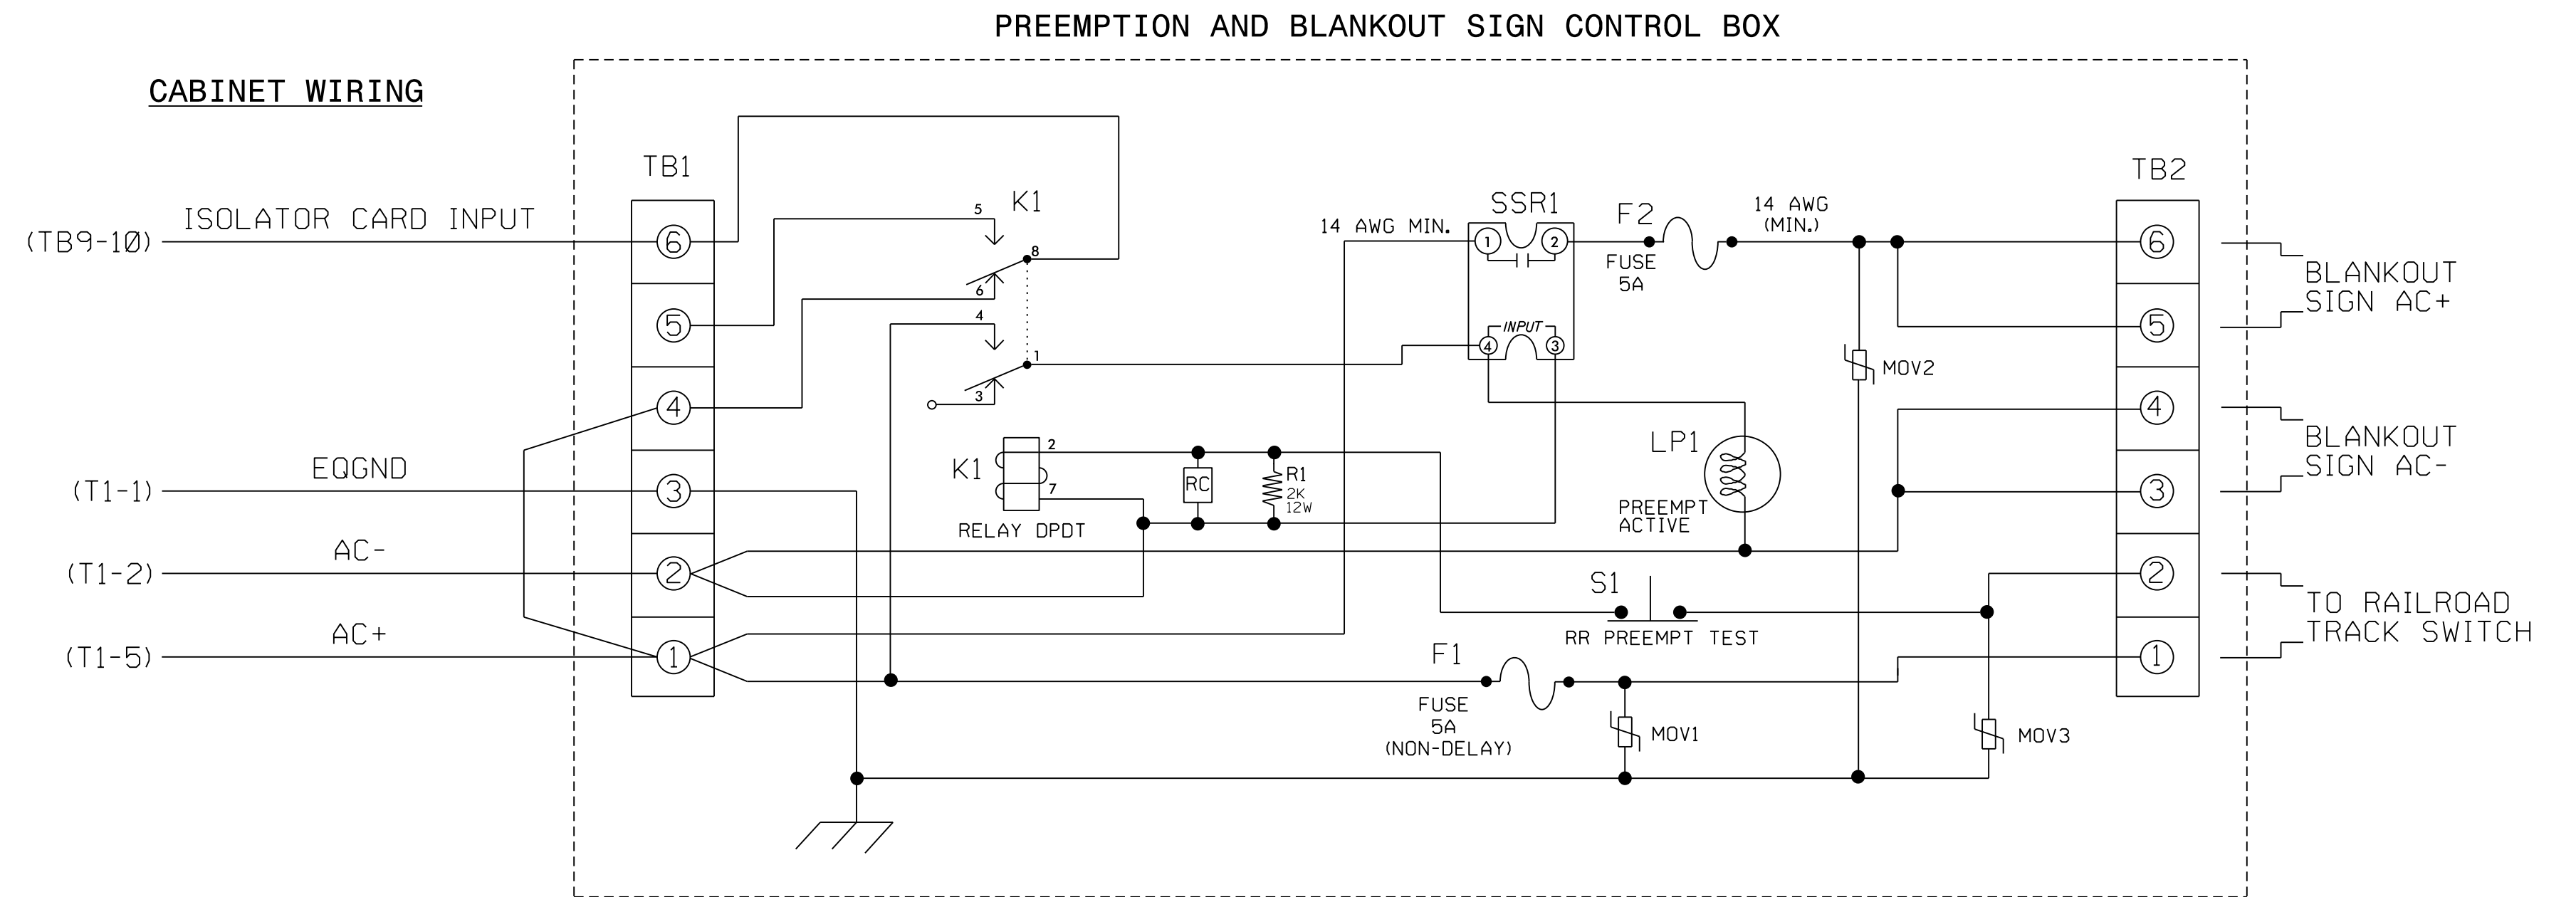 PREEMPTION AND BLANKOUT SIGN CONTROL BOX
CABINET WIRING
TB1
6
5
4
3
2
1
(TB9-10)
ISOLATOR CARD INPUT
(T1-1)
EQGND
(T1-2)
AC-
(T1-5)
AC+
K1
5
8
6
4
1
3
K1
2
7
RELAY DPDT
RC
R1
2K
12W
14 AWG MIN.
SSR1
1
2
INPUT
4
3
F2
FUSE
5A
14 AWG
(MIN.)
MOV2
LP1
PREEMPT
ACTIVE
S1
RR PREEMPT TEST
F1
FUSE
5A
(NON-DELAY)
MOV1
MOV3
TB2
6
5
4
3
2
1
BLANKOUT
SIGN AC+
BLANKOUT
SIGN AC-
TO RAILROAD
TRACK SWITCH